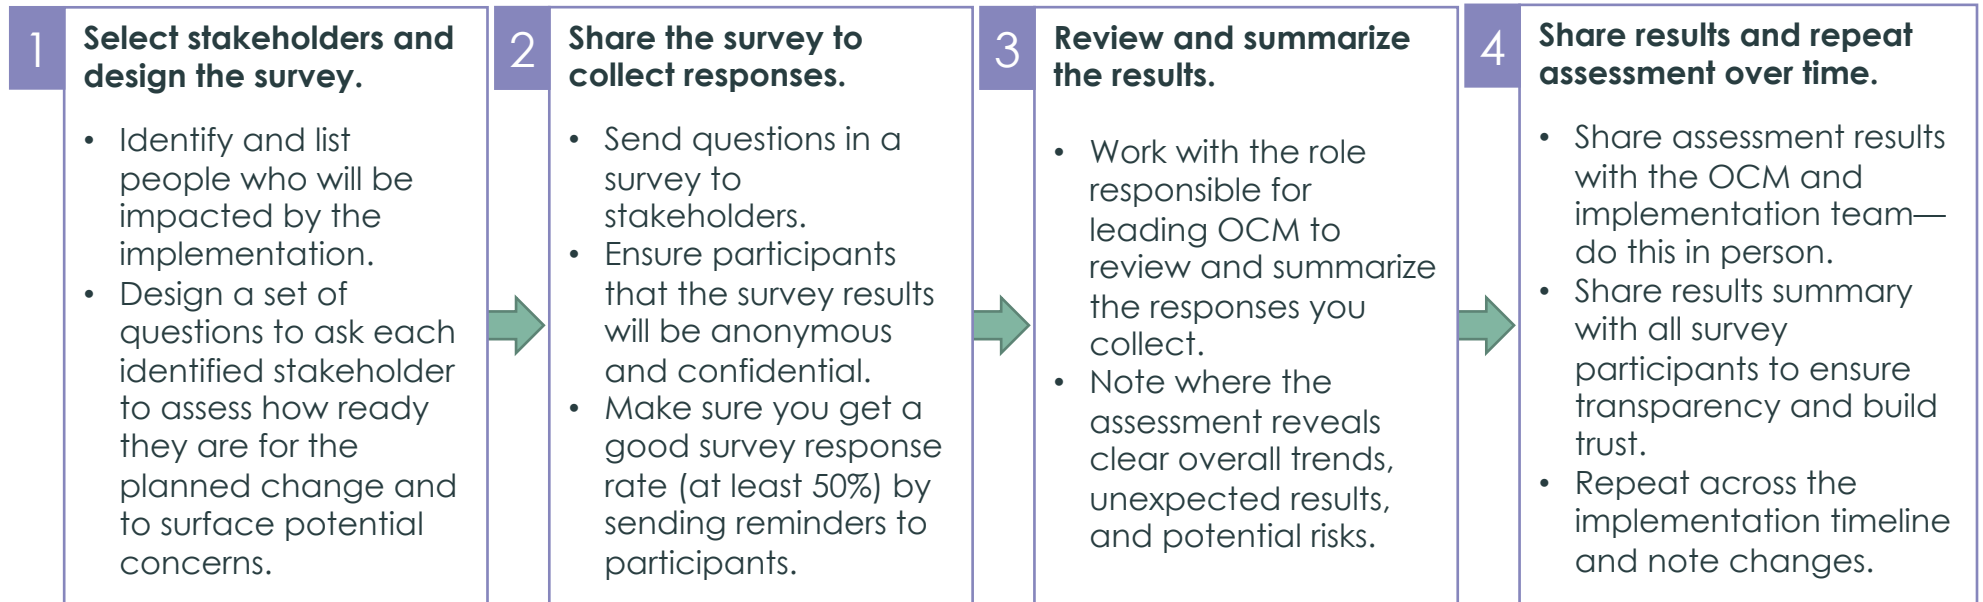 1
Select stakeholders and
design the survey.
• Identify and list
people who will be
impacted by the
implementation.
• Design a set of
questions to ask each
identified stakeholder
to assess how ready
they are for the
planned change and
to surface potential
concerns.
2
Share the survey to
collect responses.
• Send questions in a
survey to
stakeholders.
• Ensure participants
that the survey results
will be anonymous
and confidential.
• Make sure you get a
good survey response
rate (at least 50%) by
sending reminders to
participants.
3
Review and summarize
the results.
• Work with the role
responsible for
leading OCM to
review and summarize
the responses you
collect.
• Note where the
assessment reveals
clear overall trends,
unexpected results,
and potential risks.
4
Share results and repeat
assessment over time.
• Share assessment results
with the OCM and
implementation team—
do this in person.
• Share results summary
with all survey
participants to ensure
transparency and build
trust.
• Repeat across the
implementation timeline
and note changes.